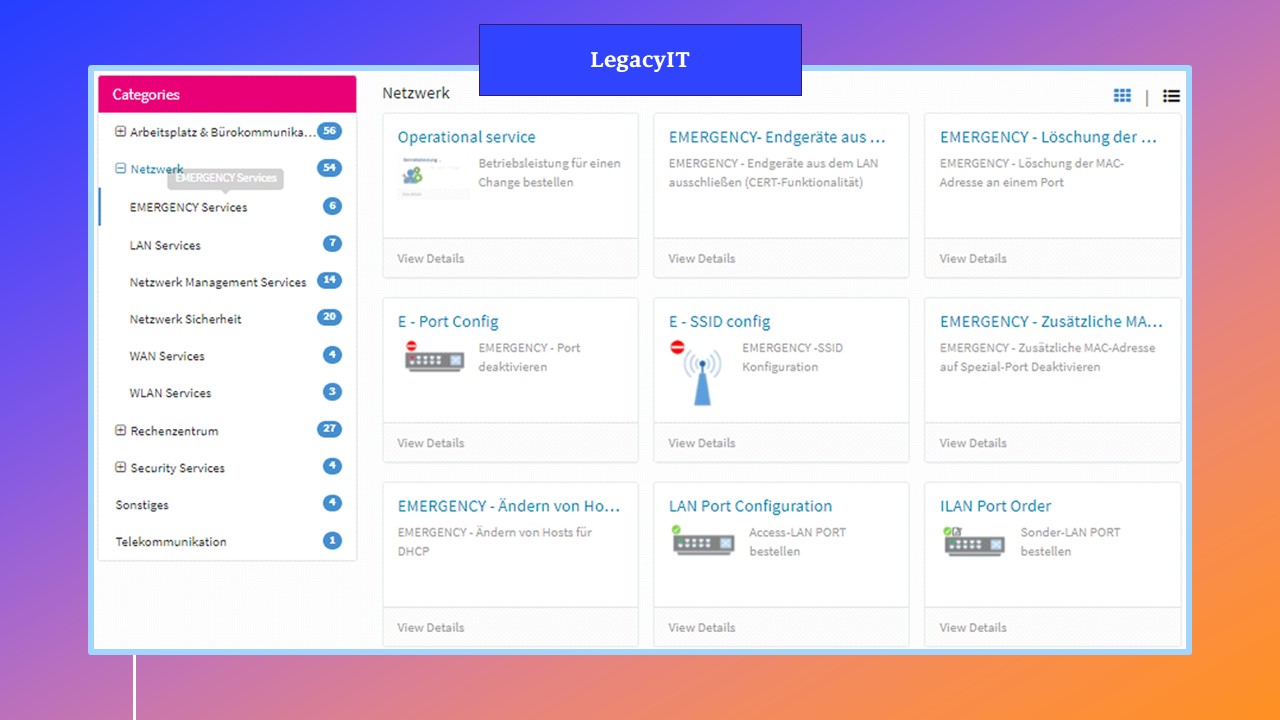 LegacyIT
Categories
Arbeitsplatz & Bürokommunika... 56
Netzwerk 54
EMERGENCY Services
EMERGENCY Services 6
LAN Services 7
Netzwerk Management Services 14
Netzwerk Sicherheit 20
WAN Services 4
WLAN Services 3
Rechenzentrum 27
Security Services 4
Sonstiges 4
Telekommunikation 1
Netzwerk
|
Operational service
Betriebsleistung für einen
Change bestellen
View Details
EMERGENCY- Endgeräte aus ...
EMERGENCY - Endgeräte aus dem LAN
ausschließen (CERT-Funktionalität)
View Details
EMERGENCY - Löschung der ...
EMERGENCY - Löschung der MAC-
Adresse an einem Port
View Details
E - Port Config
EMERGENCY - Port
deaktivieren
View Details
E - SSID config
EMERGENCY -SSID
Konfiguration
View Details
EMERGENCY - Zusätzliche MA...
EMERGENCY - Zusätzliche MAC-Adresse
auf Spezial-Port Deaktivieren
View Details
EMERGENCY - Ändern von Ho...
EMERGENCY - Ändern von Hosts für
DHCP
View Details
LAN Port Configuration
Access-LAN PORT
bestellen
View Details
ILAN Port Order
Sonder-LAN PORT
bestellen
View Details